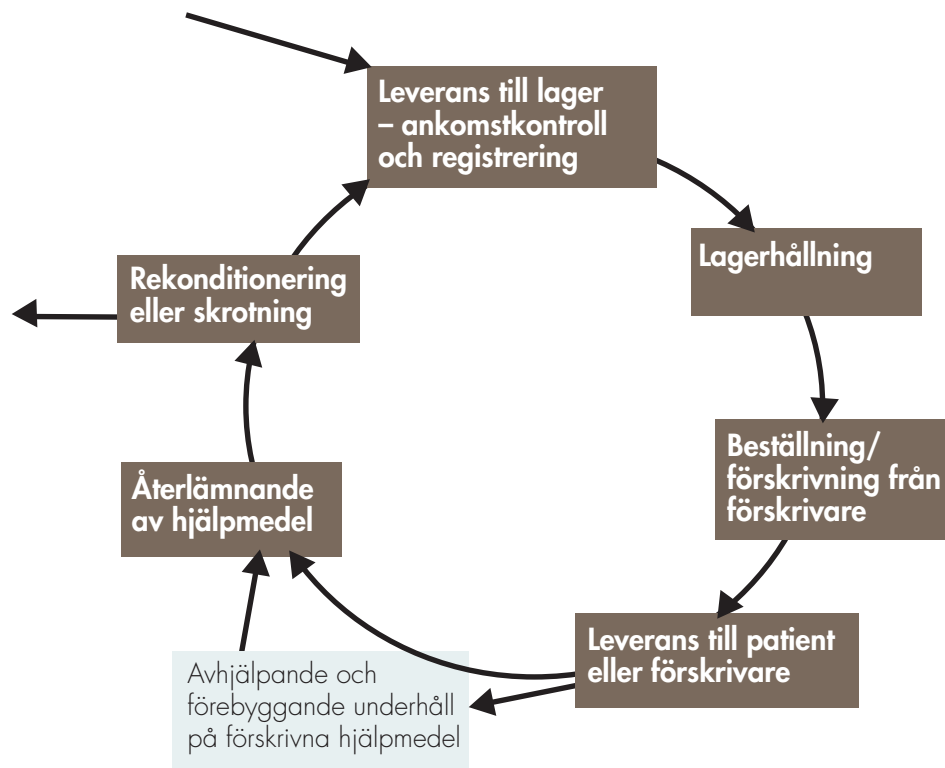 Leverans till lager
– ankomstkontroll
och registrering
Lagerhållning
Beställning/
förskrivning från
förskrivare
Leverans till patient
eller förskrivare
Avhjälpande och
förebyggande underhåll
på förskrivna hjälpmedel
Återlämnande
av hjälpmedel
Rekonditionering
eller skrotning